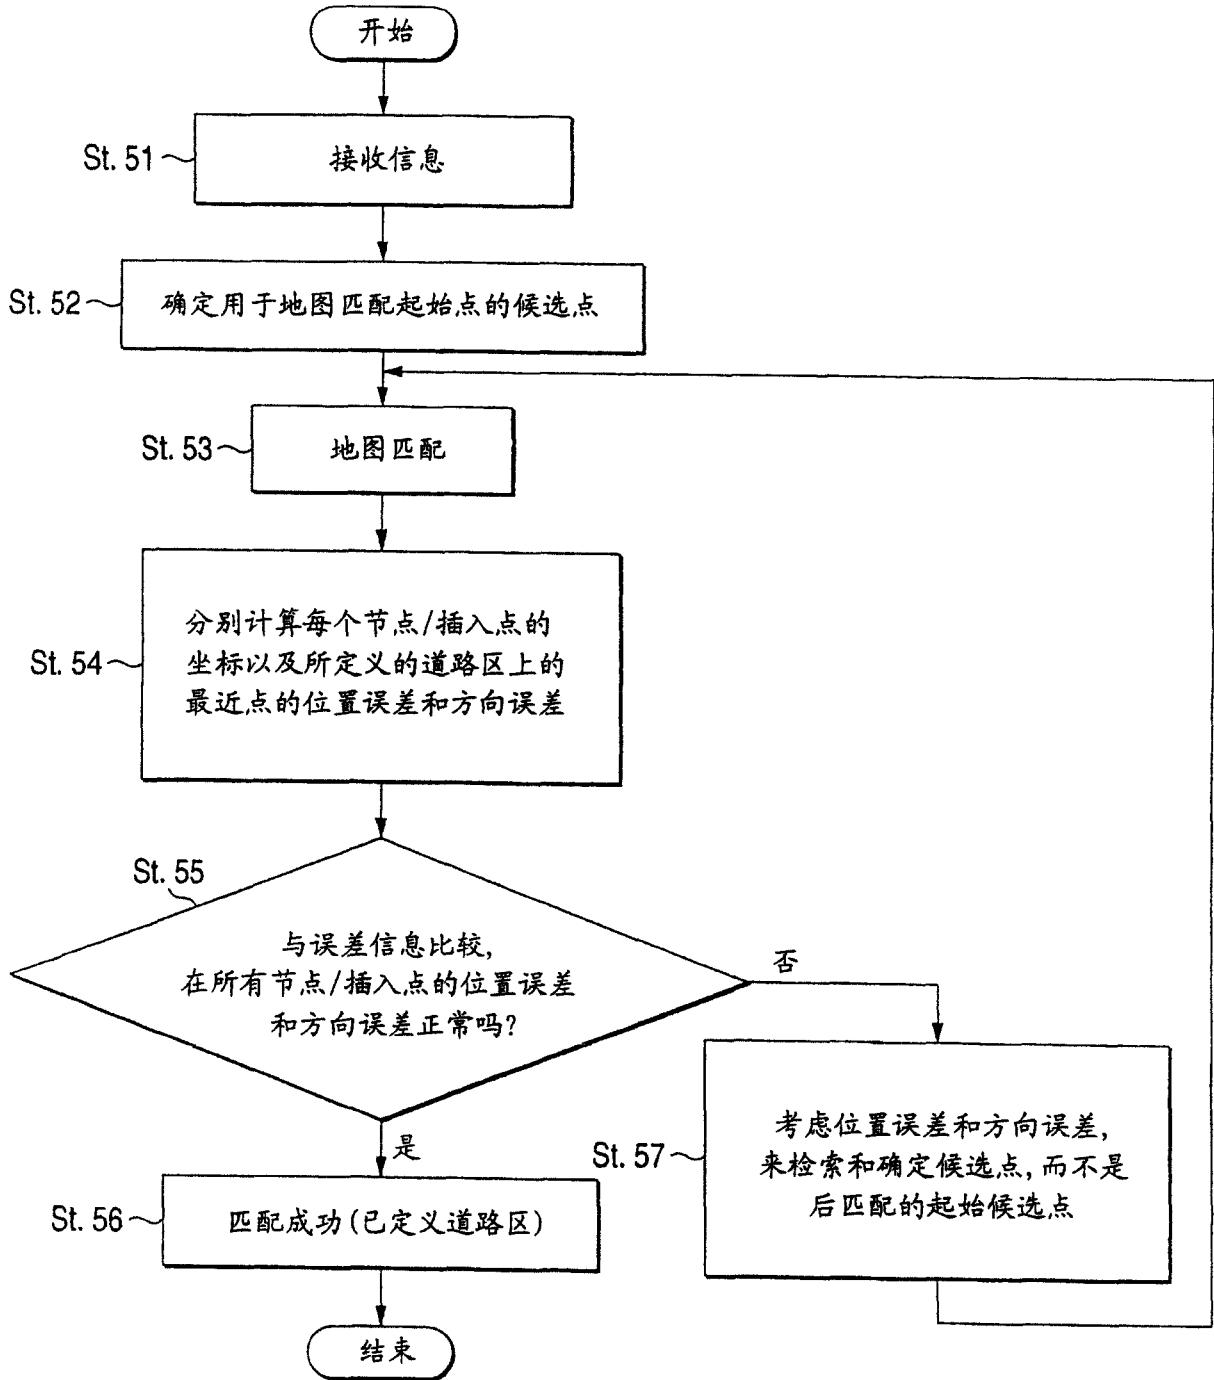 开始
St. 51
接收信息
St. 52
确定用于地图匹配起始点的候选点
St. 53
地图匹配
St. 54
分别计算每个节点/插入点的
坐标以及所定义的道路区上的
最近点的位置误差和方向误差
St. 55
与误差信息比较,
在所有节点/插入点的位置误差
和方向误差正常吗?
否
是
St. 56
匹配成功(已定义道路区)
St. 57
考虑位置误差和方向误差,
来检索和确定候选点,而不是
后匹配的起始候选点
结束